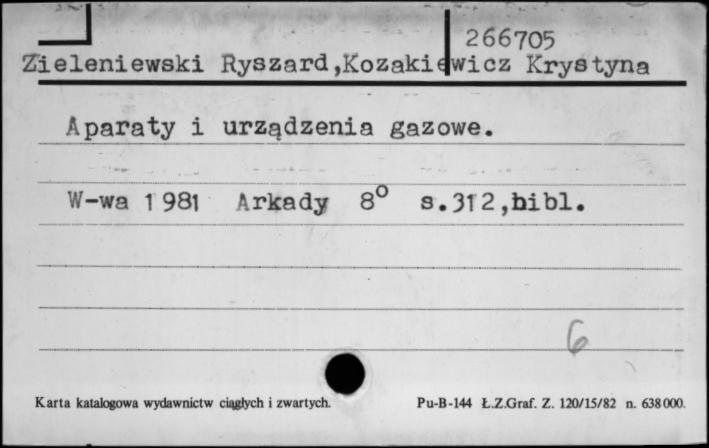 266705
Zieleniewski Ryszard,Kozakiewicz Krystyna
Aparaty i urządzenia gazowe.
W-wa 1981 Arkady 8° s.312,bibl.
6
Karta katalogowa wydawnictw ciągłych i zwartych. Pu-B-144 Ł.Z.Graf. Z. 120/15/82 n. 638000.